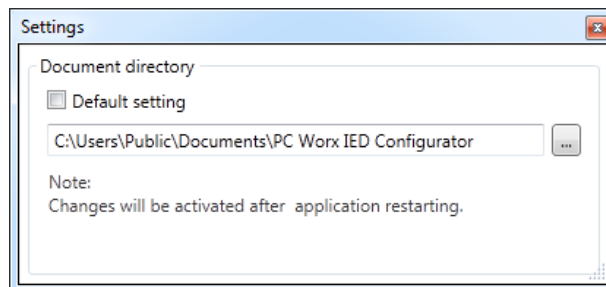 Settings
Document directory
Default setting
C:\Users\Public\Documents\PC Worx IED Configurator
...
Note:
Changes will be activated after  application restarting.